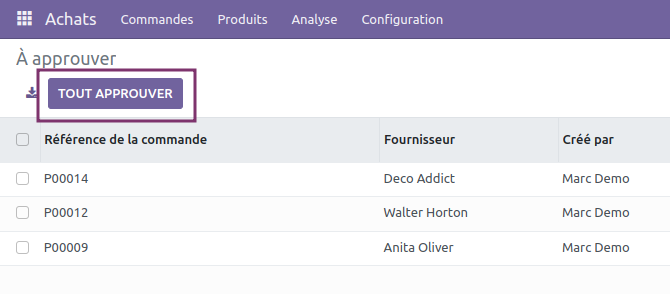 Achats Commandes Produits Analyse Configuration
À approuver
TOUT APPROUVER
Référence de la commande Fournisseur Créé par
P00014 Deco Addict Marc Demo
P00012 Walter Horton Marc Demo
P00009 Anita Oliver Marc Demo